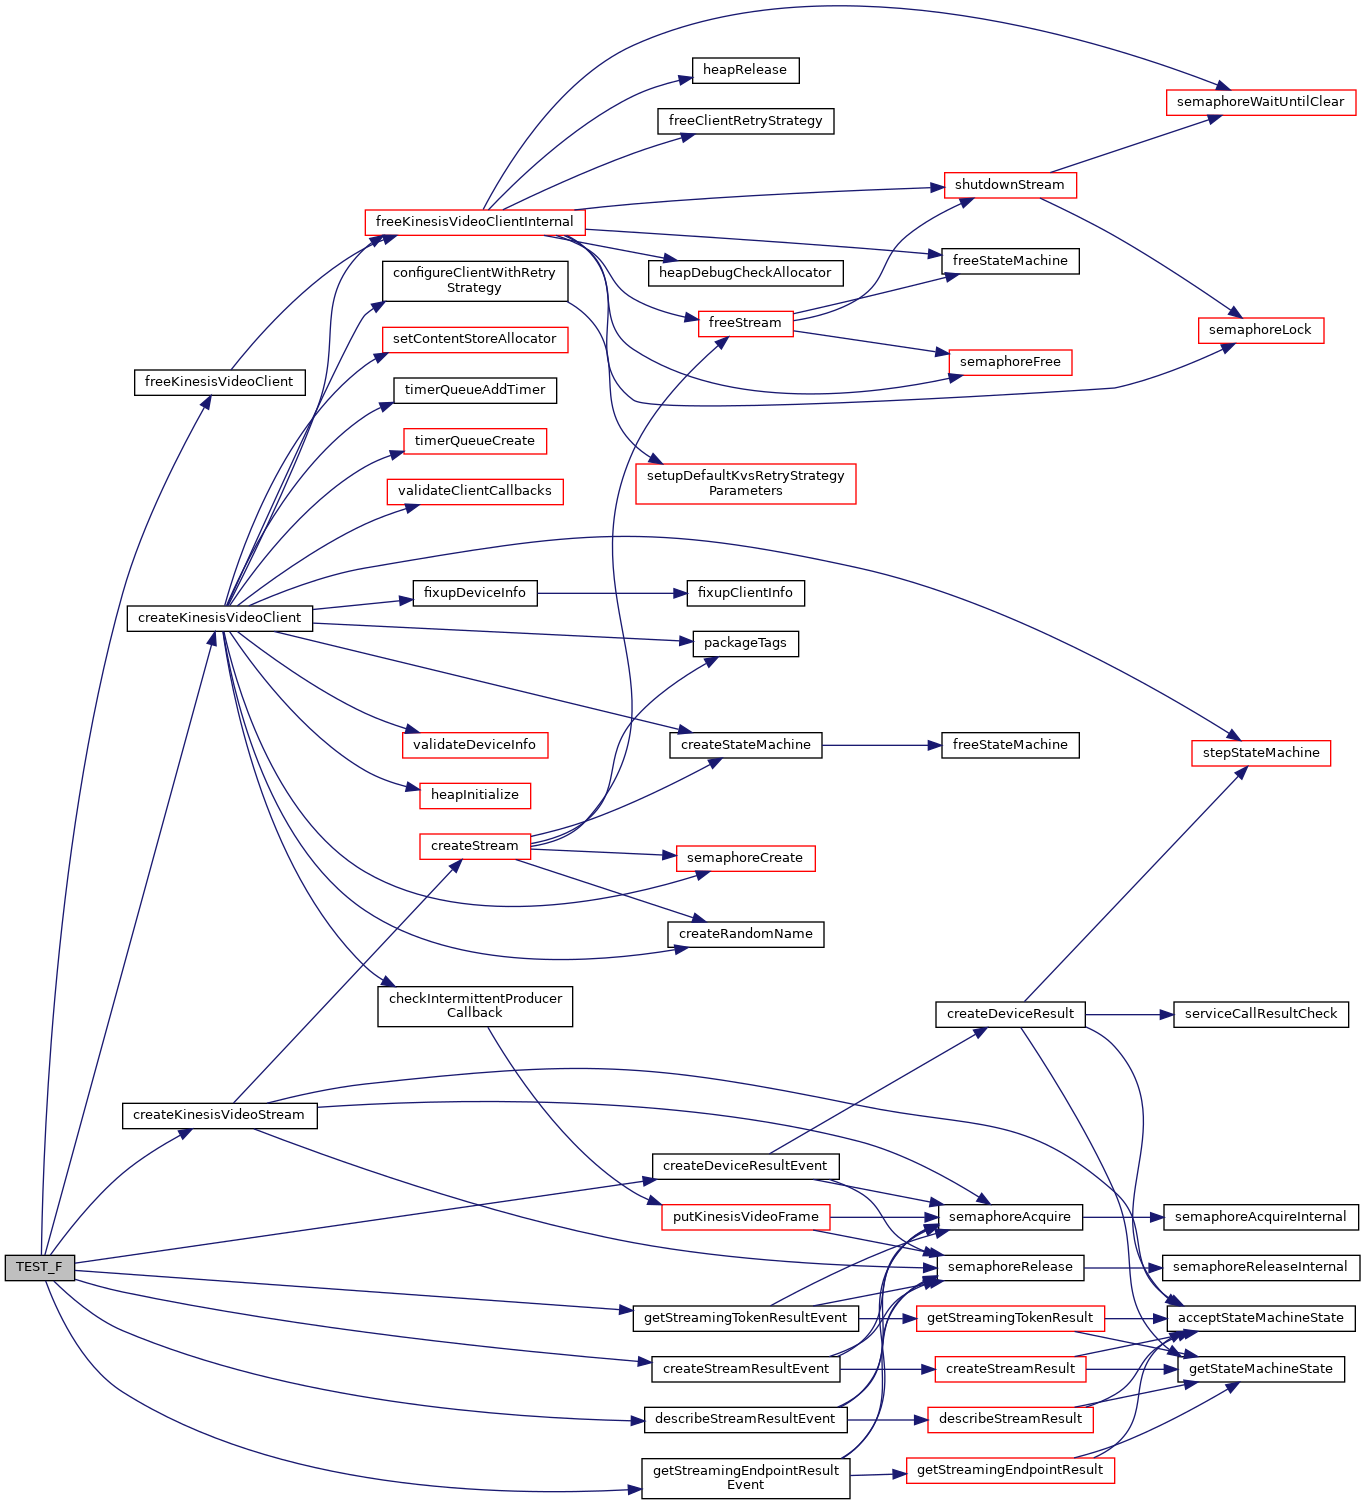 heapRelease
semaphoreWaitUntilClear
freeClientRetryStrategy
shutdownStream
freeKinesisVideoClientInternal
freeStateMachine
configureClientWithRetry
Strategy
heapDebugCheckAllocator
freeStream
semaphoreLock
setContentStoreAllocator
semaphoreFree
freeKinesisVideoClient
timerQueueAddTimer
timerQueueCreate
setupDefaultKvsRetryStrategy
Parameters
validateClientCallbacks
fixupDeviceInfo
fixupClientInfo
createKinesisVideoClient
packageTags
validateDeviceInfo
createStateMachine
freeStateMachine
stepStateMachine
heapInitialize
createStream
semaphoreCreate
createRandomName
checkIntermittentProducer
Callback
createDeviceResult
serviceCallResultCheck
createKinesisVideoStream
createDeviceResultEvent
putKinesisVideoFrame
semaphoreAcquire
semaphoreAcquireInternal
TEST_F
semaphoreRelease
semaphoreReleaseInternal
getStreamingTokenResultEvent
getStreamingTokenResult
acceptStateMachineState
createStreamResultEvent
createStreamResult
getStateMachineState
describeStreamResultEvent
describeStreamResult
getStreamingEndpointResult
Event
getStreamingEndpointResult